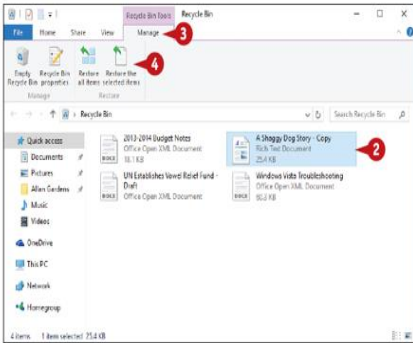 Recycle Bin Tools Recycle Bin
File Home Share View Manage
3
4
Empty Recycle Bin Restore Restore the
Recycle Bin properties all items selected items
Manage Restore
Recycle Bin Search Recycle Bin
Quick access
Documents
Pictures
Allan Gardens
Music
Videos
OneDrive
This PC
Network
Homegroup
2013-2014 Budget Notes
Office Open XML Document
18.1 KB
DOCX
A Shaggy Dog Story - Copy
Rich Text Document
25.4 KB
2
UN Establishes Vowel Relief Fund -
Draft
Office Open XML Document
DOCX
Windows Vista Troubleshooting
Office Open XML Document
DOCX
4 items 1 item selected 25.4 KB